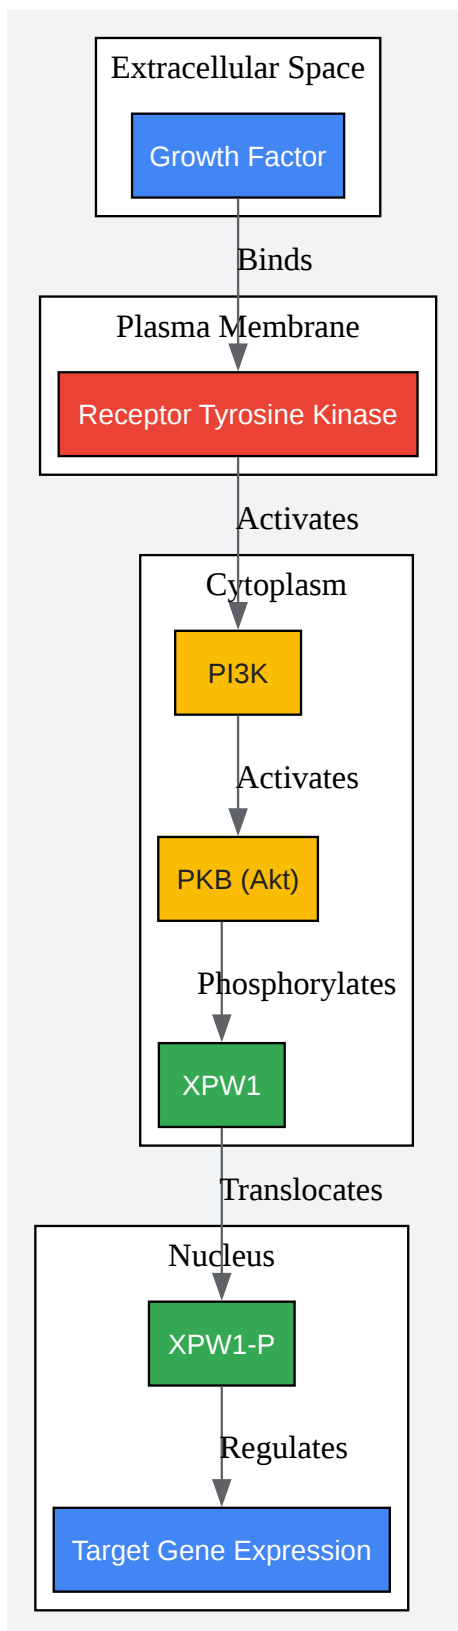 Extracellular Space
Growth Factor
Binds
Plasma Membrane
Receptor Tyrosine Kinase
Activates
Cytoplasm
PI3K
Activates
PKB (Akt)
Phosphorylates
XPW1
Translocates
Nucleus
XPW1-P
Regulates
Target Gene Expression